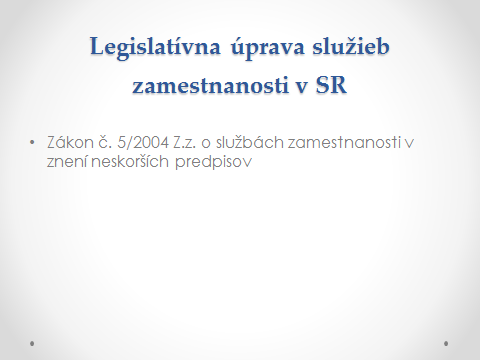 Legislatívna úprava služieb
zamestnanosti v SR
• Zákon č. 5/2004 Z.z. o službách zamestnanosti v
znení neskorších predpisov